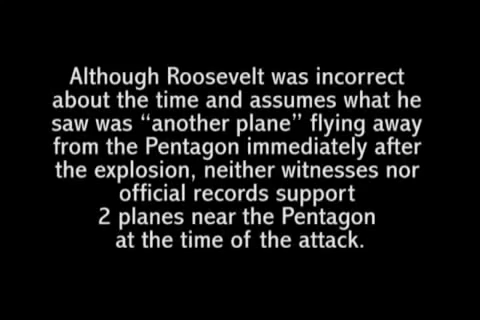 Although Roosevelt was incorrect
about the time and assumes what he
saw was “another plane” flying away
from the Pentagon immediately after
the explosion, neither witnesses nor
official records support
2 planes near the Pentagon
at the time of the attack.